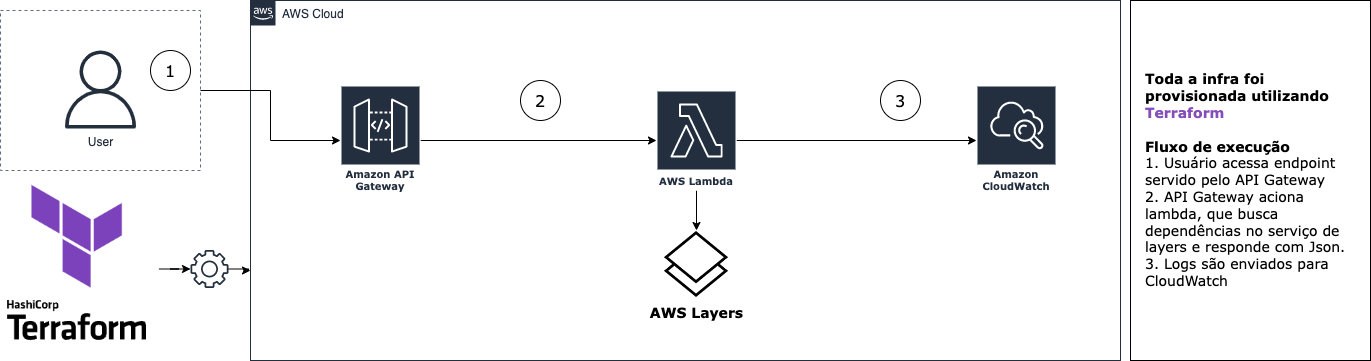 aws
AWS Cloud
1
User
2
3
</>
Amazon API
Gateway
AWS Lambda
Amazon
CloudWatch
AWS Layers
HashiCorp
Terraform
Toda a infra foi
provisionada utilizando
Terraform
Fluxo de execução
1. Usuário acessa endpoint
servido pelo API Gateway
2. API Gateway aciona
lambda, que busca
dependências no serviço de
layers e responde com Json.
3. Logs são enviados para
CloudWatch